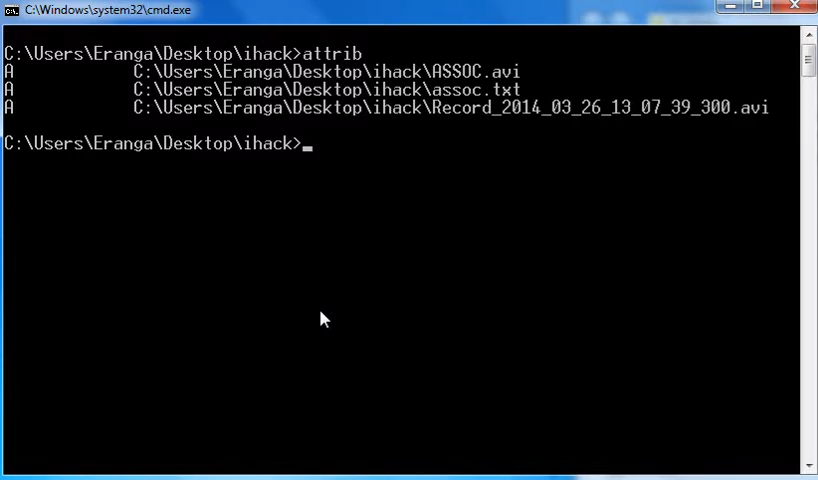 C:\Windows\system32\cmd.exe
C:\Users\Eranga\Desktop\ihack>attrib
A            C:\Users\Eranga\Desktop\ihack\ASSOC.avi
A            C:\Users\Eranga\Desktop\ihack\assoc.txt
A            C:\Users\Eranga\Desktop\ihack\Record_2014_03_26_13_07_39_300.avi
C:\Users\Eranga\Desktop\ihack>_